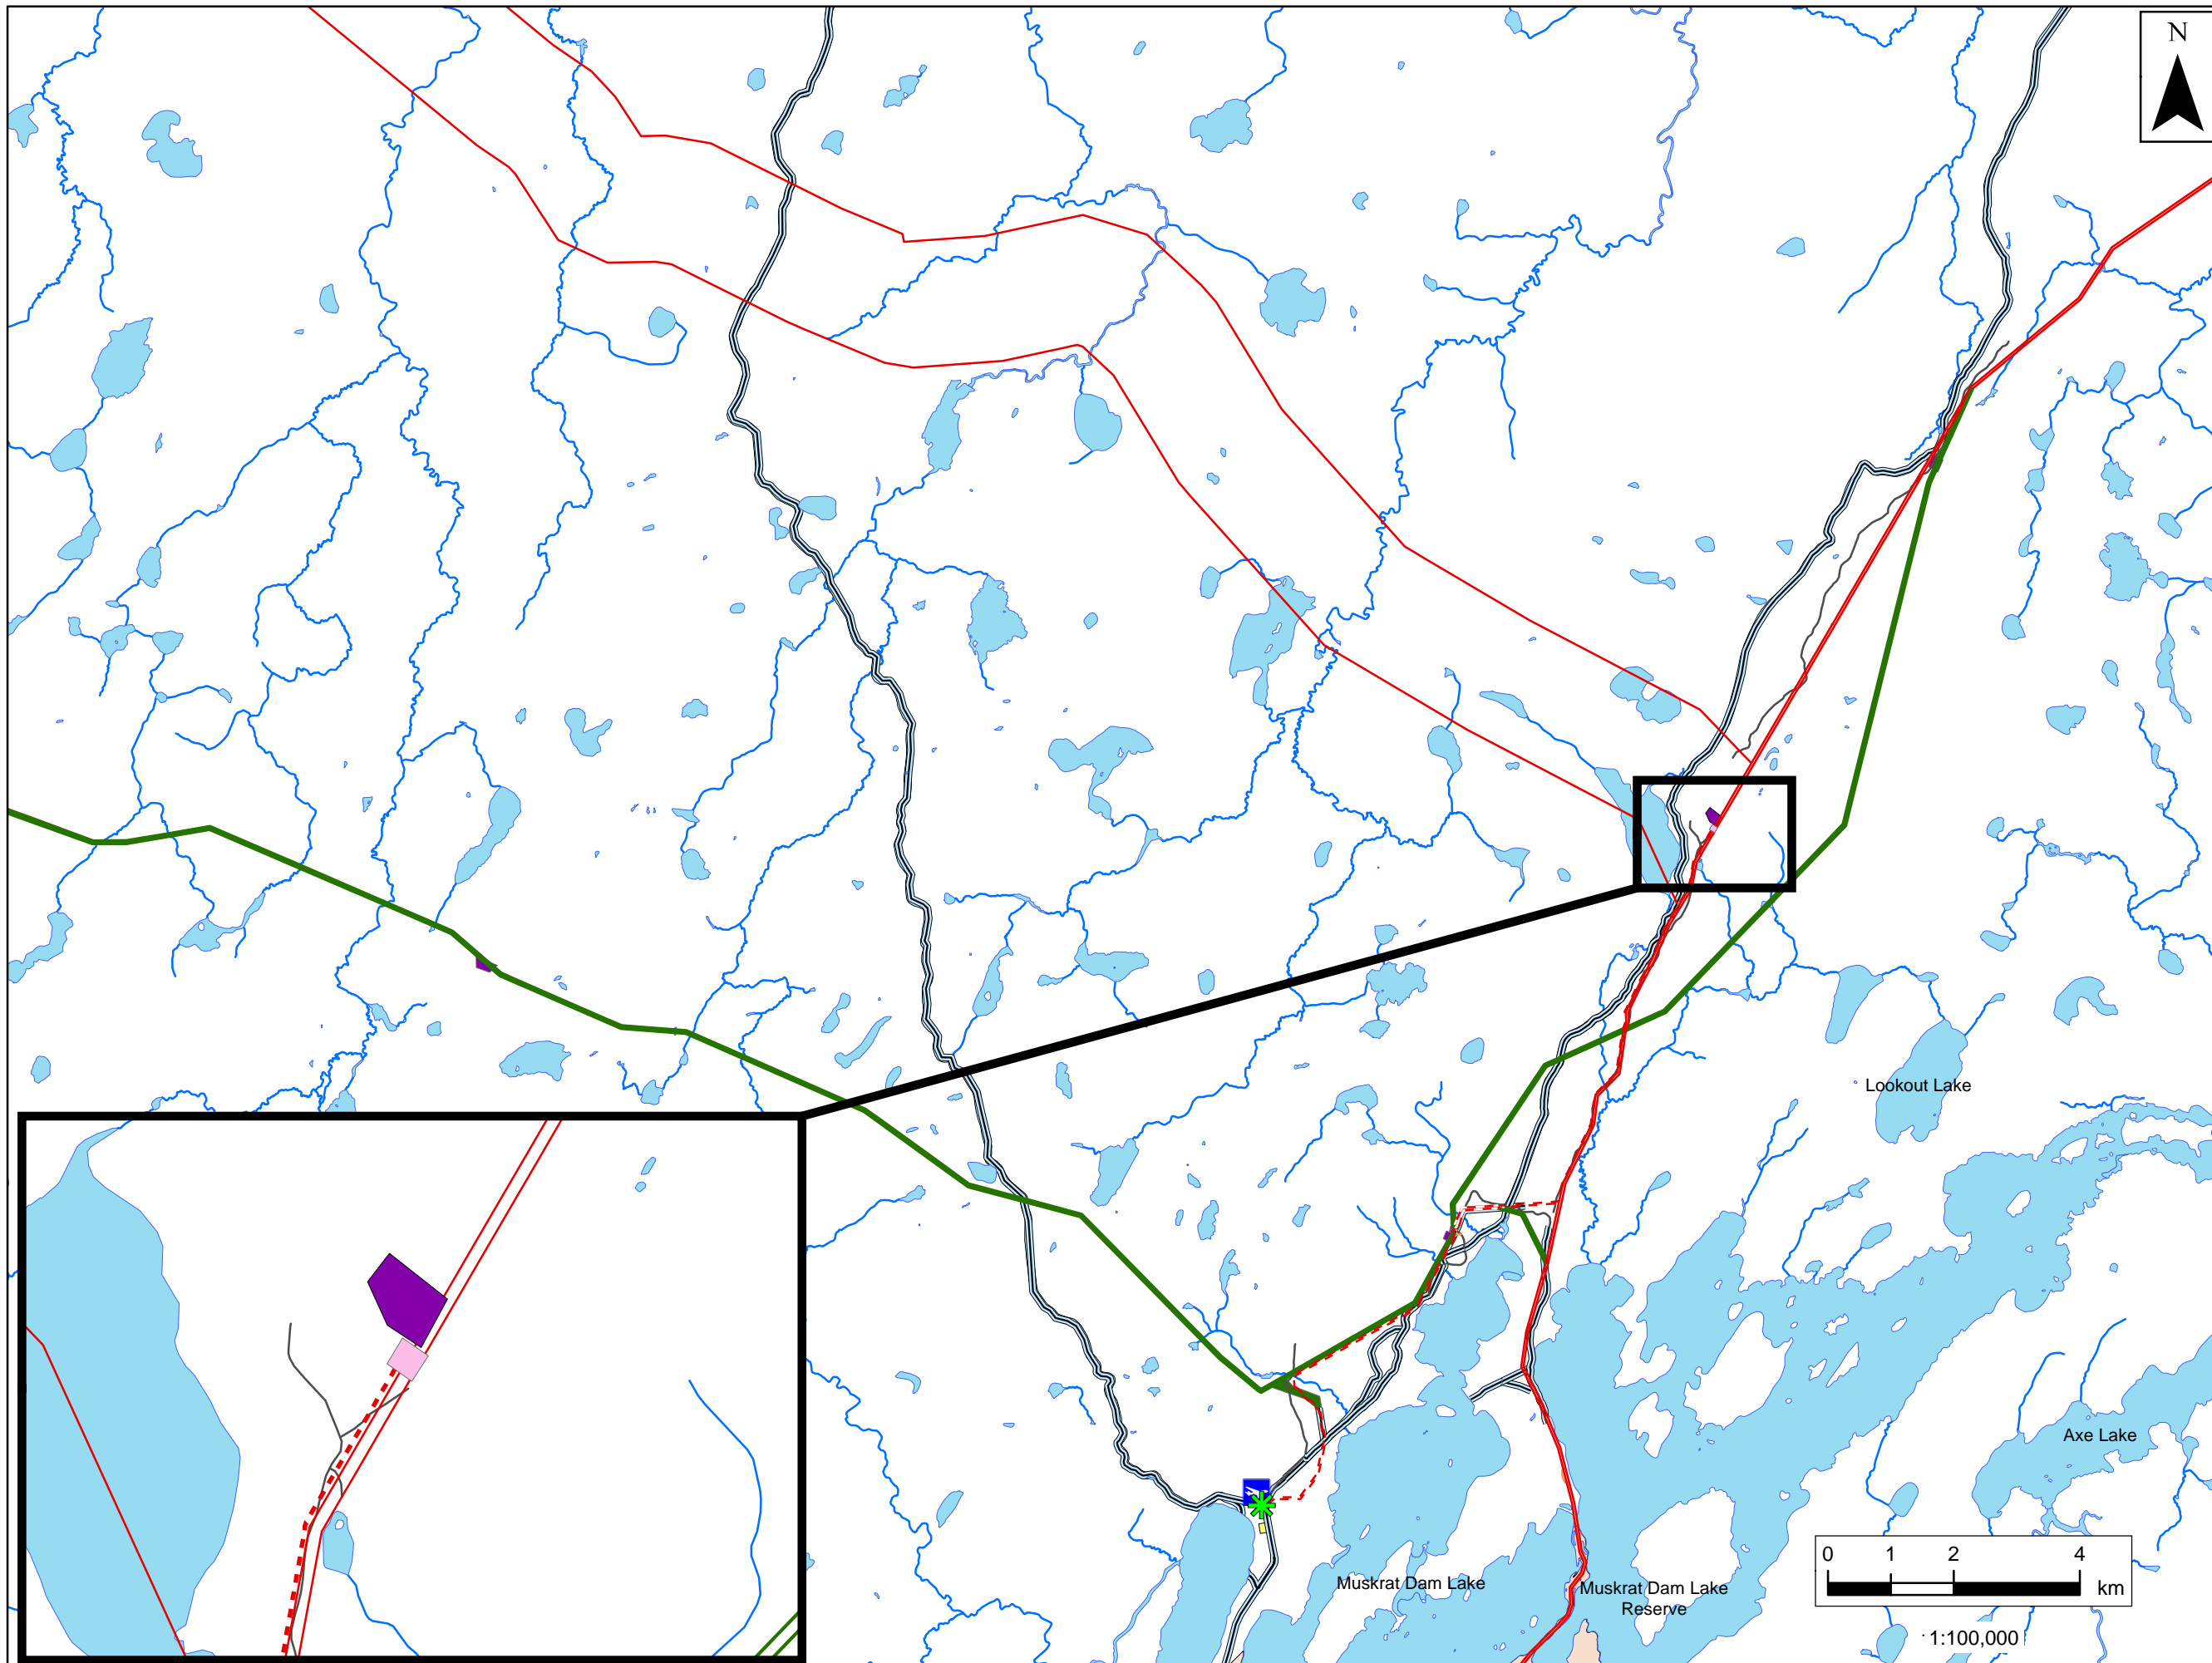 N
Lookout Lake
Axe Lake
Muskrat Dam Lake
Muskrat Dam Lake
Reserve
0 1 2 4
km
1:100,000